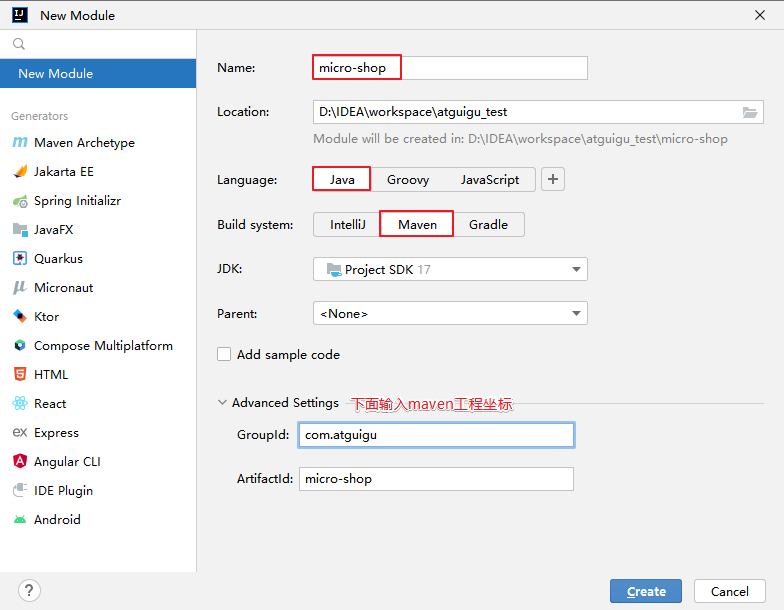 New Module
New Module
Generators
Maven Archetype
Jakarta EE
Spring Initializr
JavaFX
Quarkus
Micronaut
Ktor
Compose Multiplatform
HTML
React
Express
Angular CLI
IDE Plugin
Android
Name: micro-shop
Location: D:\IDEA\workspace\atguigu_test
Module will be created in: D:\IDEA\workspace\atguigu_test\micro-shop
Language: Java Groovy JavaScript +
Build system: IntelliJ Maven Gradle
JDK: Project SDK 17
Parent: <None>
Add sample code
Advanced Settings 下面输入maven工程坐标
GroupId: com.atguigu
ArtifactId: micro-shop
? Create Cancel